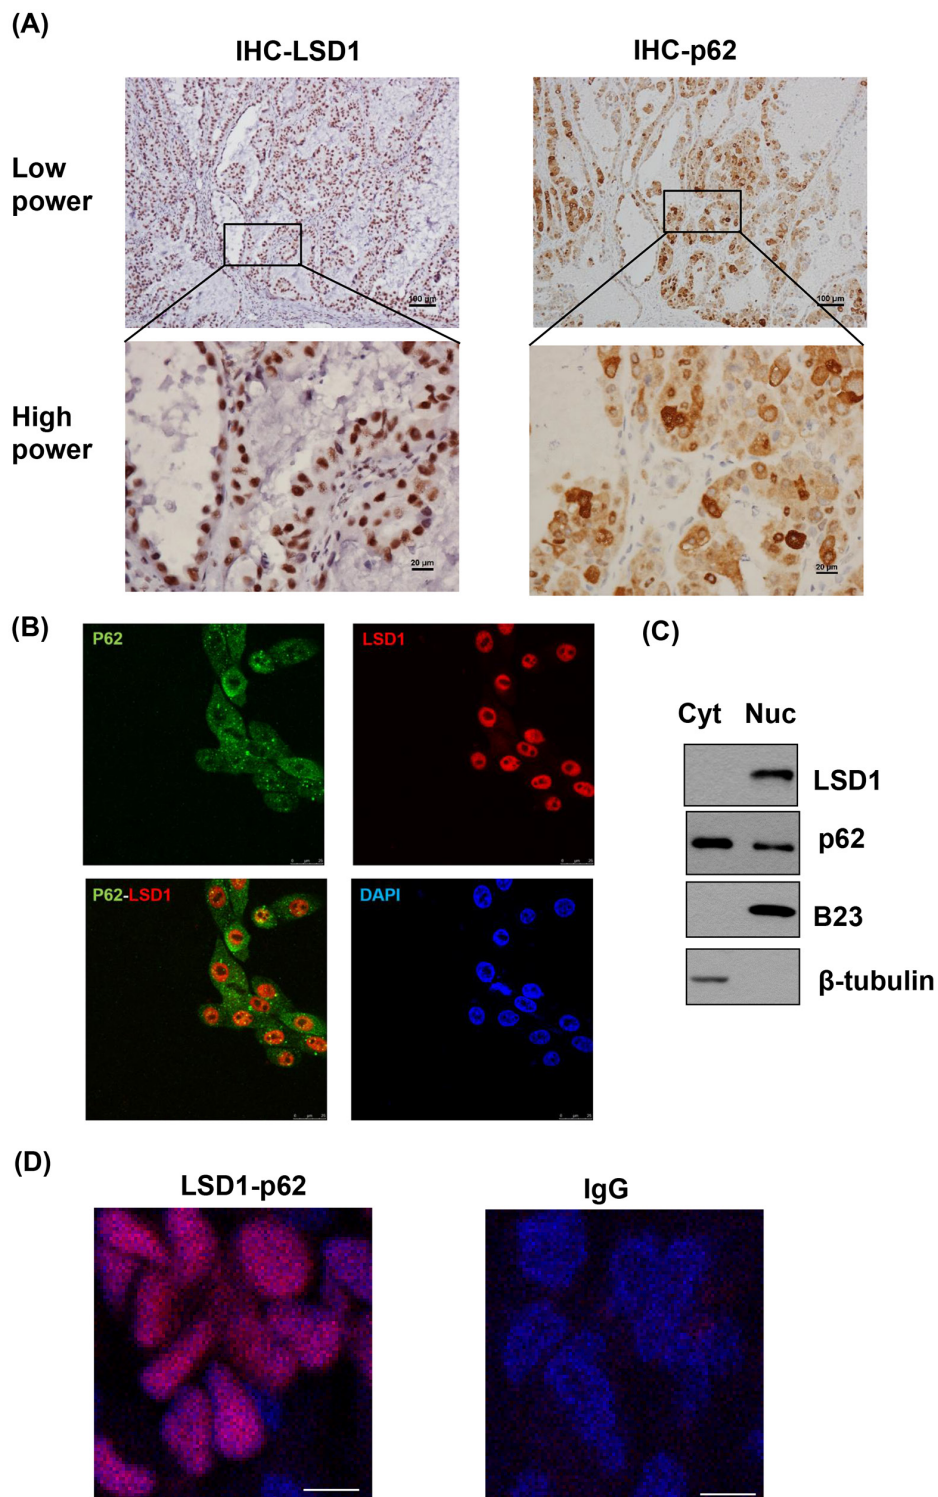 (A)
IHC-LSD1
IHC-p62
Low
power
100 µm
100 µm
High
power
20 µm
20 µm
(B)
P62
LSD1
(C)
Cyt Nuc
LSD1
p62
B23
β-tubulin
P62-LSD1
DAPI
(D)
LSD1-p62
IgG